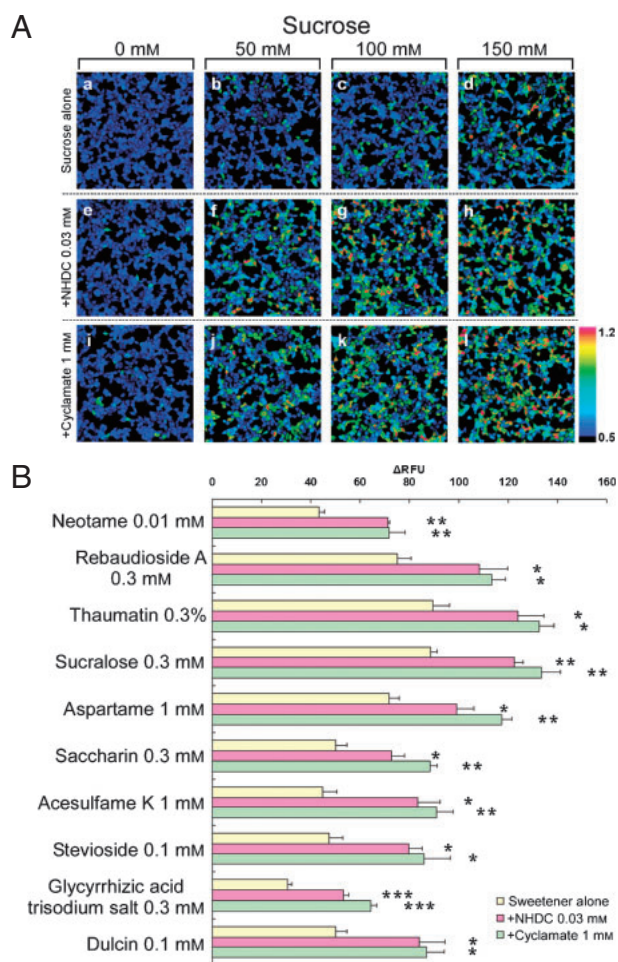 A
Sucrose
0 mM
50 mM
100 mM
150 mM
Sucrose alone
a
b
c
d
+NHDC 0.03 mM
e
f
g
h
+Cyclamate 1 mM
i
j
k
l
1.2
0.5
B
ΔRFU
0 20 40 60 80 100 120 140 160
Neotame 0.01 mM
**
**
Rebaudioside A
0.3 mM
*
*
Thaumatin 0.3%
*
*
Sucralose 0.3 mM
**
**
Aspartame 1 mM
*
**
Saccharin 0.3 mM
*
**
Acesulfame K 1 mM
*
**
Stevioside 0.1 mM
*
*
Glycyrrhizic acid
trisodium salt 0.3 mM
***
***
Dulcin 0.1 mM
*
*
Sweetener alone
+NHDC 0.03 mM
+Cyclamate 1 mM